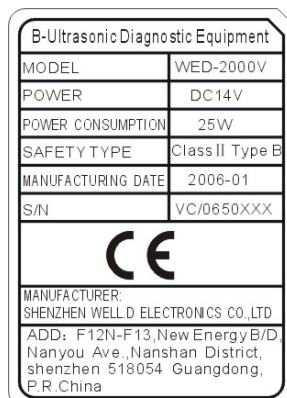 B-Ultrasonic Diagnostic Equipment
MODEL WED-2000V
POWER DC14V
POWER CONSUMPTION 25W
SAFETY TYPE Class II Type B
MANUFACTURING DATE 2006-01
S/N VC/0650XXX
CE
MANUFACTURER:
SHENZHEN WELL.D ELECTRONICS CO.,LTD
ADD: F12N-F13,New Energy B/D,
Nanyou Ave.,Nanshan District,
shenzhen 518054 Guangdong,
P.R.China